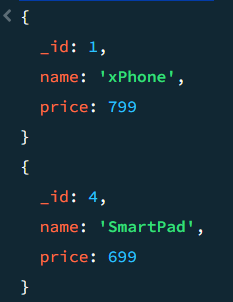 {
_id: 1,
name: 'xPhone',
price: 799
}
{
_id: 4,
name: 'SmartPad',
price: 699
}